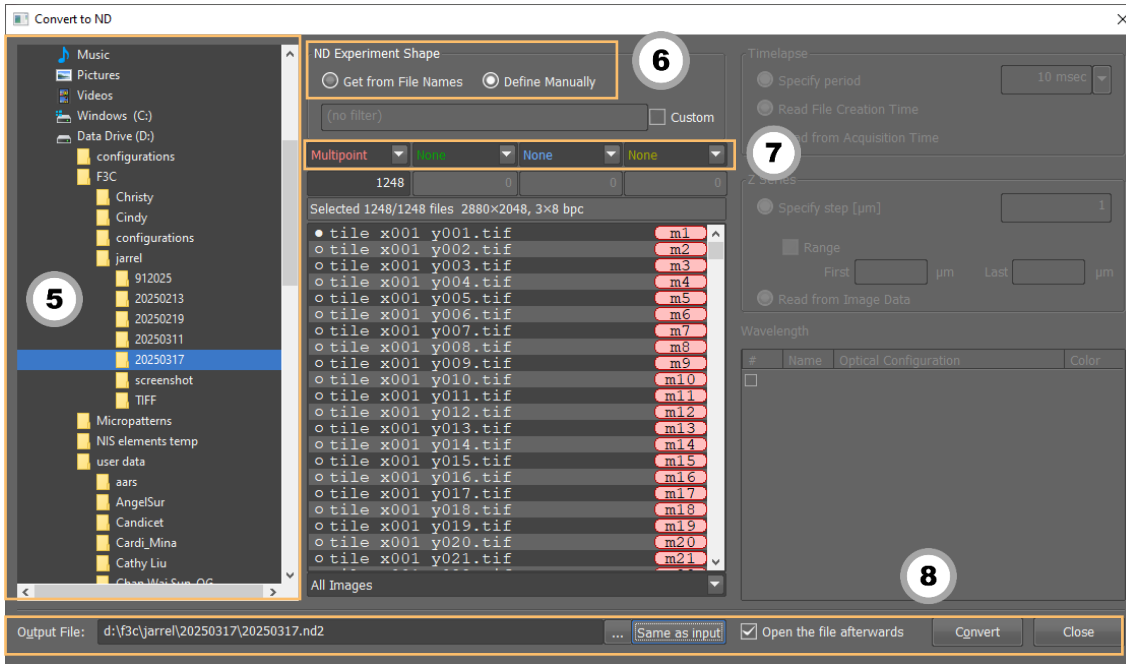 Convert to ND
Music
Pictures
Videos
Windows (C:)
Data Drive (D:)
configurations
F3C
Christy
Cindy
configurations
jarrel
912025
20250213
20250219
20250311
20250317
screenshot
TIFF
Micropatterns
NIS elements temp
user data
aars
AngelSur
Candicet
Cardi_Mina
Cathy Liu
Chan Wai Sun_OG
5
ND Experiment Shape
Get from File Names Define Manually
6
(no filter) Custom
Multipoint None None None
7
1248 0 0 0
Selected 1248/1248 files 2880×2048, 3×8 bpc
tile x001 y001.tif m1
tile x001 y002.tif m2
tile x001 y003.tif m3
tile x001 y004.tif m4
tile x001 y005.tif m5
tile x001 y006.tif m6
tile x001 y007.tif m7
tile x001 y008.tif m8
tile x001 y009.tif m9
tile x001 y010.tif m10
tile x001 y011.tif m11
tile x001 y012.tif m12
tile x001 y013.tif m13
tile x001 y014.tif m14
tile x001 y015.tif m15
tile x001 y016.tif m16
tile x001 y017.tif m17
tile x001 y018.tif m18
tile x001 y019.tif m19
tile x001 y020.tif m20
tile x001 y021.tif m21
All Images
Timelapse
Specify period 10 msec
Read File Creation Time
from Acquisition Time
Z Series
Specify step [µm] 1
Range
First µm Last µm
Read from Image Data
Wavelength
# Name Optical Configuration Color
8
Output File: d:\f3c\jarrel\20250317\20250317.nd2 ... Same as input Open the file afterwards Convert Close